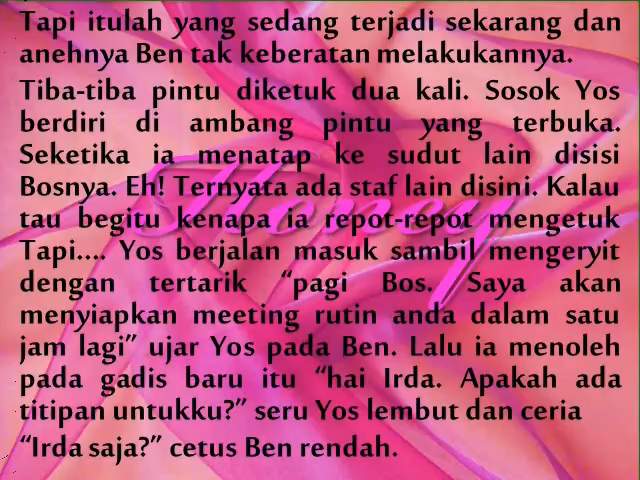 Tapi itulah yang sedang terjadi sekarang dan
anehnya Ben tak keberatan melakukannya.
Tiba-tiba pintu diketuk dua kali. Sosok Yos
berdiri di ambang pintu yang terbuka.
Seketika ia menatap ke sudut lain disisi
Bosnya. Eh! Ternyata ada staf lain disini. Kalau
tau begitu kenapa ia repot-repot mengetuk
Tapi.... Yos berjalan masuk sambil mengeryit
dengan tertarik “pagi Bos. Saya akan
menyiapkan meeting rutin anda dalam satu
jam lagi” ujar Yos pada Ben. Lalu ia menoleh
pada gadis baru itu “hai Irda. Apakah ada
titipan untukku?” seru Yos lembut dan ceria
“Irda saja?” cetus Ben rendah.
Honey